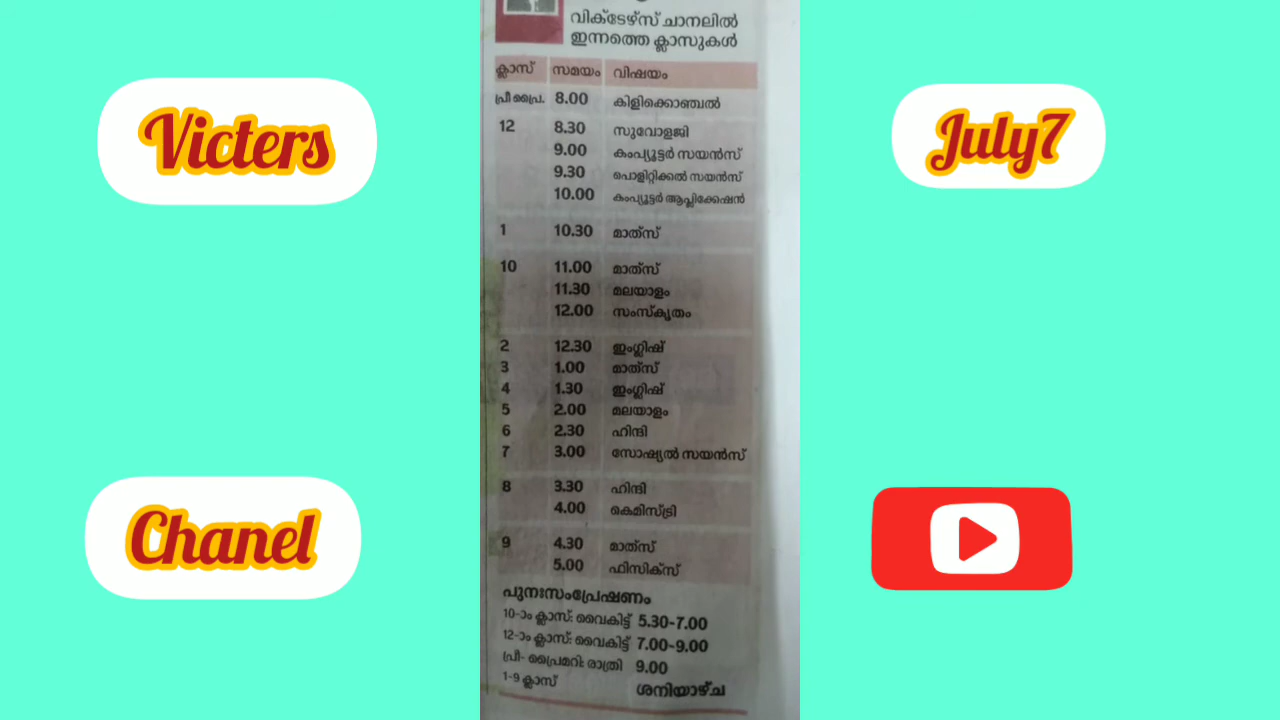 Victers
July7
Chanel
വിക്ടേഴ്സ് ചാനലിൽ
ഇന്നത്തെ ക്ലാസുകൾ
ക്ലാസ് സമയം വിഷയം
പ്രീ പ്രൈ. 8.00 കിളിക്കൊഞ്ചൽ
12 8.30 സുവോളജി
9.00 കംപ്യൂട്ടർ സയൻസ്
9.30 പൊളിറ്റിക്കൽ സയൻസ്
10.00 കംപ്യൂട്ടർ ആപ്ലിക്കേഷൻ
1 10.30 മാത്‌സ്
10 11.00 മാത്‌സ്
11.30 മലയാളം
12.00 സംസ്കൃതം
2 12.30 ഇംഗ്ലിഷ്
3 1.00 മാത്‌സ്
4 1.30 ഇംഗ്ലിഷ്
5 2.00 മലയാളം
6 2.30 ഹിന്ദി
7 3.00 സോഷ്യൽ സയൻസ്
8 3.30 ഹിന്ദി
4.00 കെമിസ്ട്രി
9 4.30 മാത്‌സ്
5.00 ഫിസിക്സ്
പുനഃസംപ്രേഷണം
10-ാം ക്ലാസ്: വൈകിട്ട് 5.30-7.00
12-ാം ക്ലാസ്: വൈകിട്ട് 7.00-9.00
പ്രീ- പ്രൈമറി: രാത്രി 9.00
1-9 ക്ലാസ് ശനിയാഴ്ച